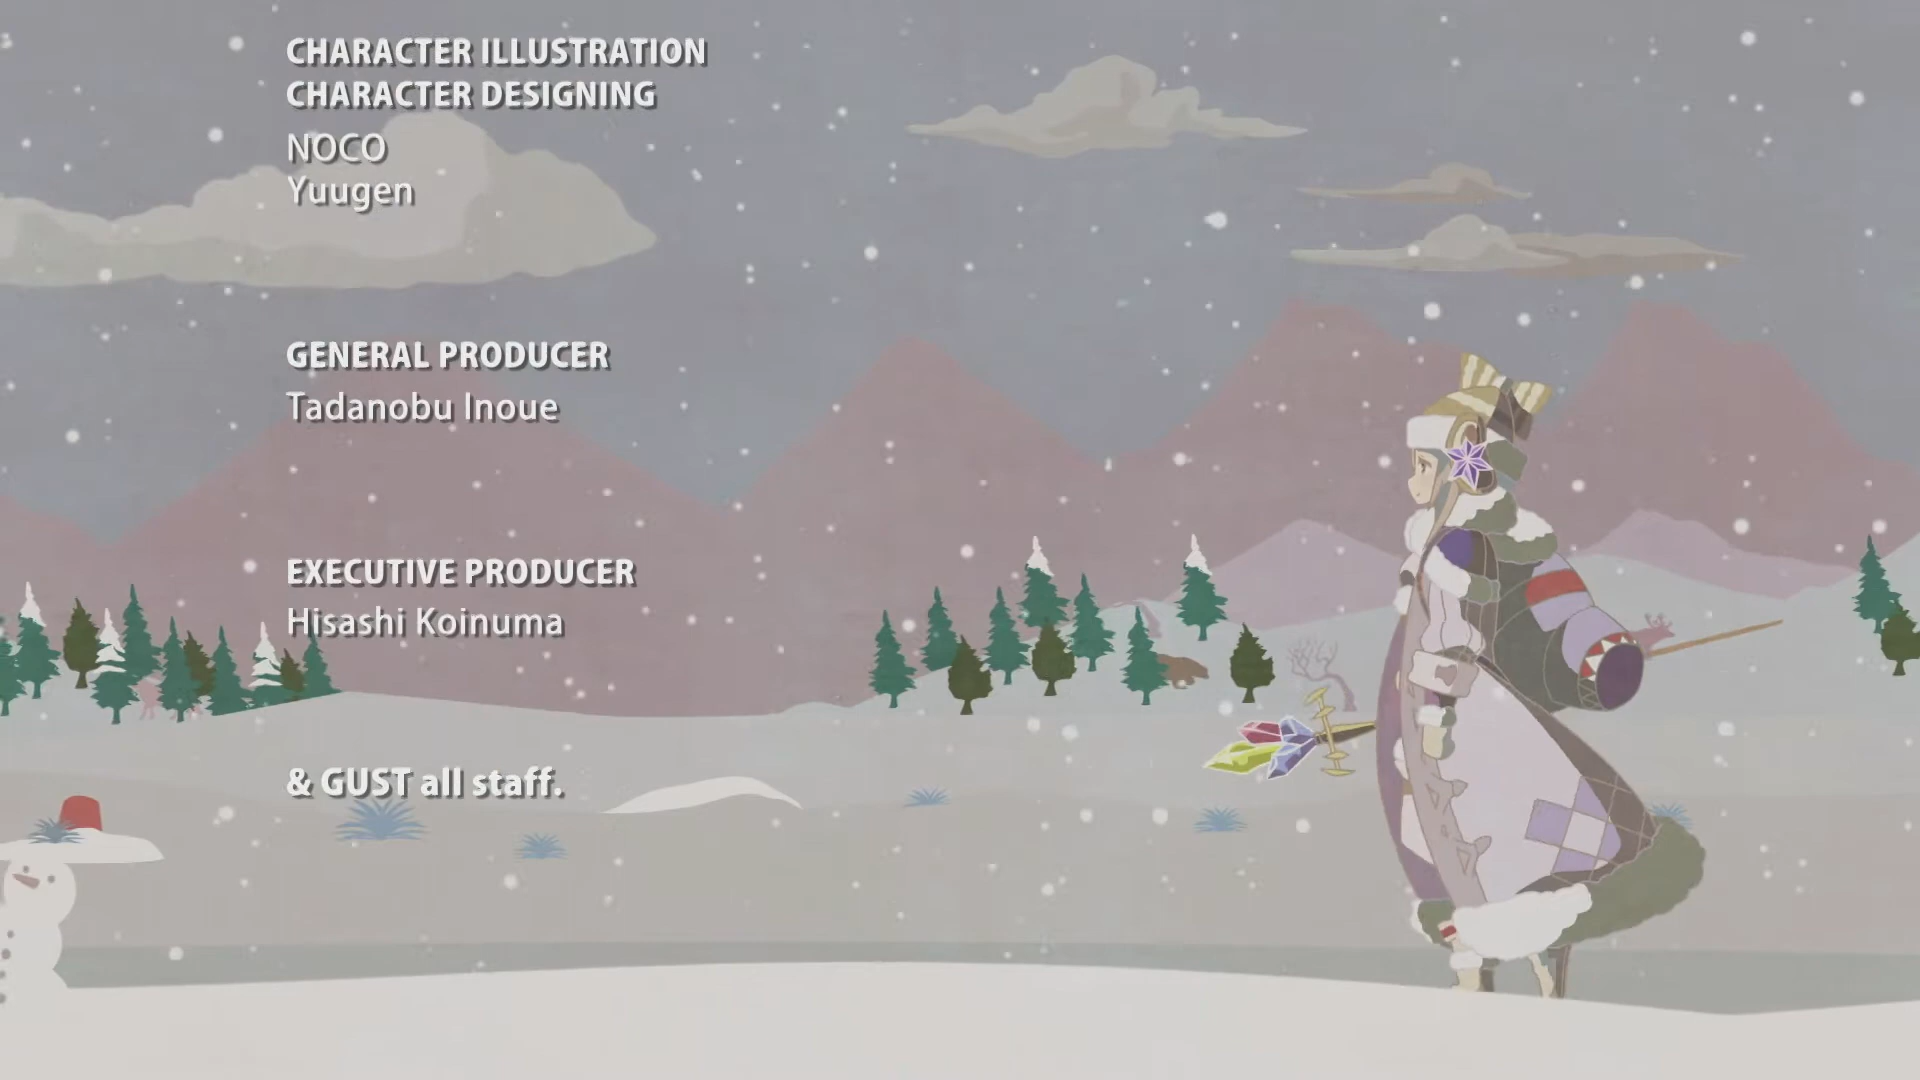 CHARACTER ILLUSTRATION
CHARACTER DESIGNING
NOCO
Yuugen
GENERAL PRODUCER
Tadanobu Inoue
EXECUTIVE PRODUCER
Hisashi Koinuma
& GUST all staff.